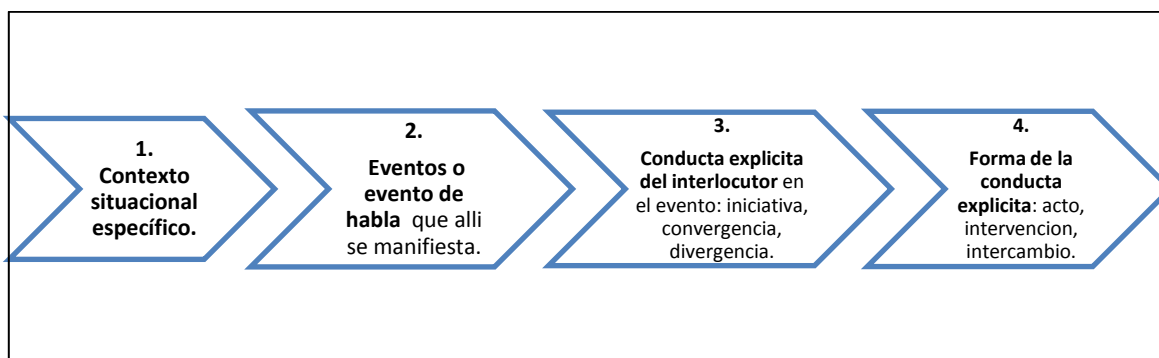 1.
Contexto
situacional
específico.
2.
Eventos o
evento de
habla que alli
se manifiesta.
3.
Conducta explicita
del interlocutor en
el evento: iniciativa,
convergencia,
divergencia.
4.
Forma de la
conducta
explicita: acto,
intervencion,
intercambio.